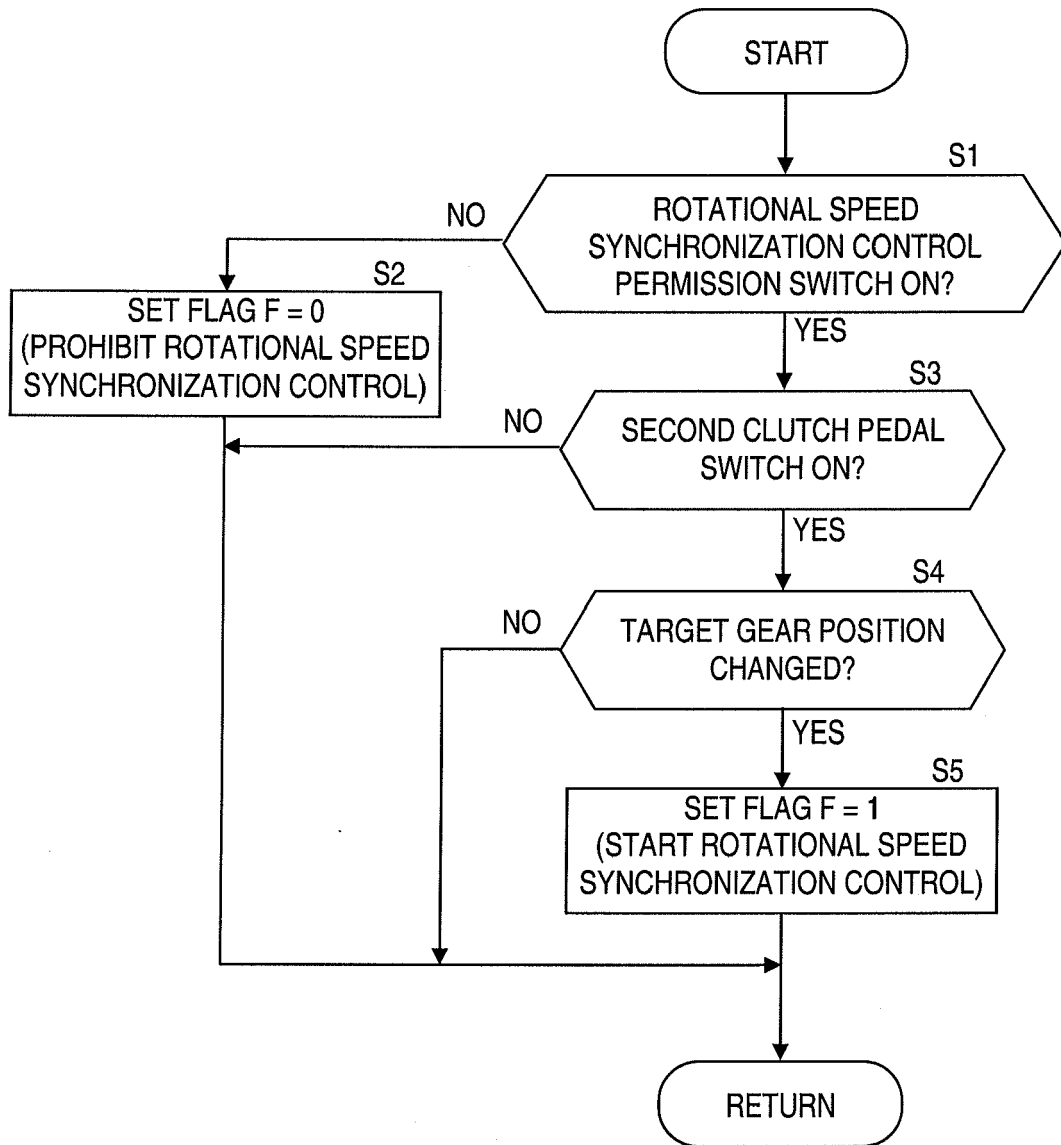 START
S1
ROTATIONAL SPEED
SYNCHRONIZATION CONTROL
PERMISSION SWITCH ON?
NO
YES
S2
SET FLAG F = 0
(PROHIBIT ROTATIONAL SPEED
SYNCHRONIZATION CONTROL)
S3
SECOND CLUTCH PEDAL
SWITCH ON?
NO
YES
S4
TARGET GEAR POSITION
CHANGED?
NO
YES
S5
SET FLAG F = 1
(START ROTATIONAL SPEED
SYNCHRONIZATION CONTROL)
RETURN